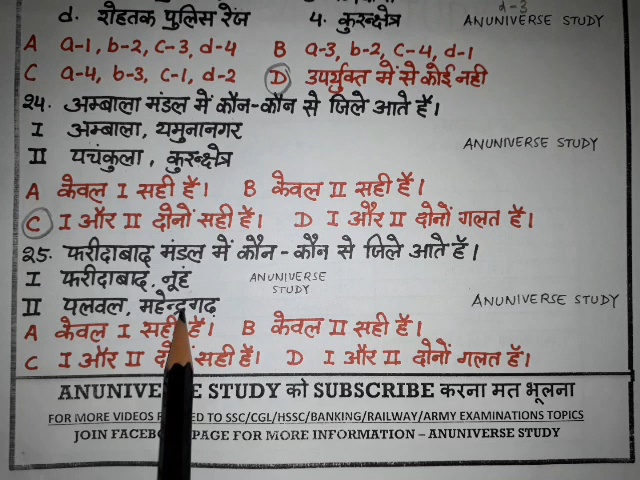 d-3
d. रोहतक पुलिस रेंज 4. कुरुक्षेत्र ANUNIVERSE STUDY
A a-1, b-2, c-3, d-4 B a-3, b-2, c-4, d-1
C a-4, b-3, c-1, d-2 D उपर्युक्त में से कोई नही
24. अम्बाला मंडल में कौन-कौन से जिले आते हैं।
I अम्बाला, यमुनानगर
ANUNIVERSE STUDY
II पचंकुला, कुरुक्षेत्र
A केवल I सही हैं। B केवल II सही हैं।
C I और II दोनों सही हैं। D I और II दोनों गलत हैं।
25. फरीदाबाद मंडल में कौन-कौन से जिले आते हैं।
I फरीदाबाद, नूहं ANUNIVERSE STUDY
II पलवल, महेन्द्रगढ़ ANUNIVERSE STUDY
A केवल I सही हैं। B केवल II सही हैं।
C I और II दोनों सही हैं। D I और II दोनों गलत हैं।
ANUNIVERSE STUDY को SUBSCRIBE करना मत भूलना
FOR MORE VIDEOS RELATED TO SSC/CGL/HSSC/BANKING/RAILWAY/ARMY EXAMINATIONS TOPICS
JOIN FACEBOOK PAGE FOR MORE INFORMATION – ANUNIVERSE STUDY